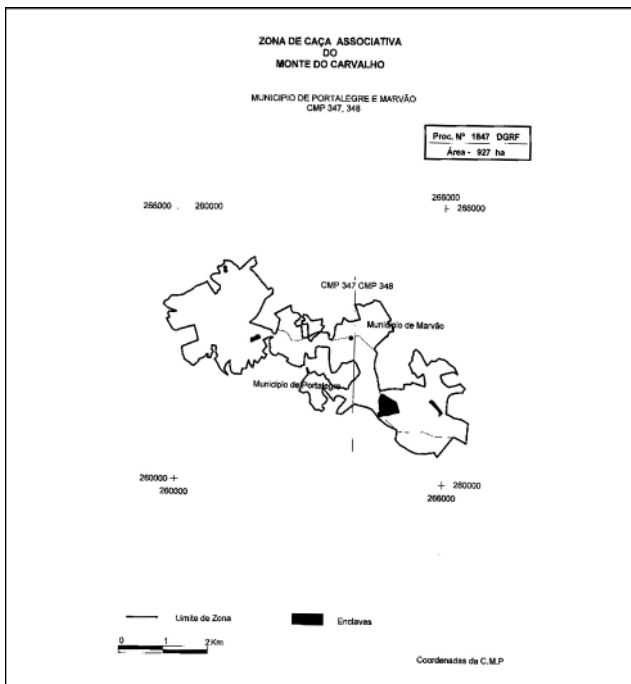 ZONA DE CAÇA ASSOCIATIVA
DO
MONTE DO CARVALHO
MUNICIPIO DE PORTALEGRE E MARVÃO
CMP 347, 348
Proc. Nº 1847 DGRF
Área - 927 ha
266000
260000
266000
266000
CMP 347 CMP 348
Município de Marvão
Município de Portalegre
260000
260000
260000
266000
Limite de Zona
Enclaves
0 1 2Km
Coordenadas da C.M.P